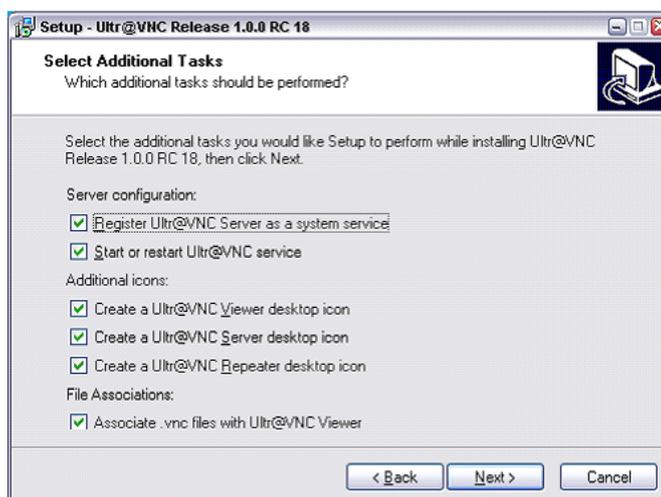 Setup - Ultr@VNC Release 1.0.0 RC 18
Select Additional Tasks
Which additional tasks should be performed?
Select the additional tasks you would like Setup to perform while installing Ultr@VNC
Release 1.0.0 RC 18, then click Next.
Server configuration:
Register Ultr@VNC Server as a system service
Start or restart Ultr@VNC service
Additional icons:
Create a Ultr@VNC Viewer desktop icon
Create a Ultr@VNC Server desktop icon
Create a Ultr@VNC Repeater desktop icon
File Associations:
Associate .vnc files with Ultr@VNC Viewer
< Back Next > Cancel